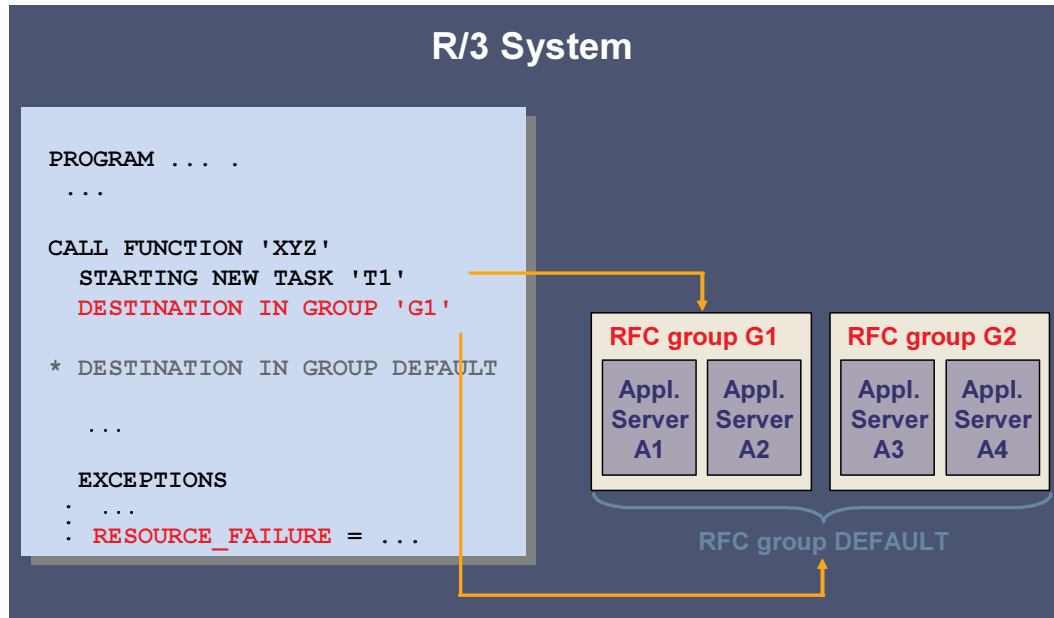 R/3 System
PROGRAM ... .
...
CALL FUNCTION 'XYZ'
STARTING NEW TASK 'T1'
DESTINATION IN GROUP 'G1'
* DESTINATION IN GROUP DEFAULT
...
EXCEPTIONS
: ...
: RESOURCE_FAILURE = ...
RFC group G1
Appl.
Server
A1
Appl.
Server
A2
RFC group G2
Appl.
Server
A3
Appl.
Server
A4
RFC group DEFAULT